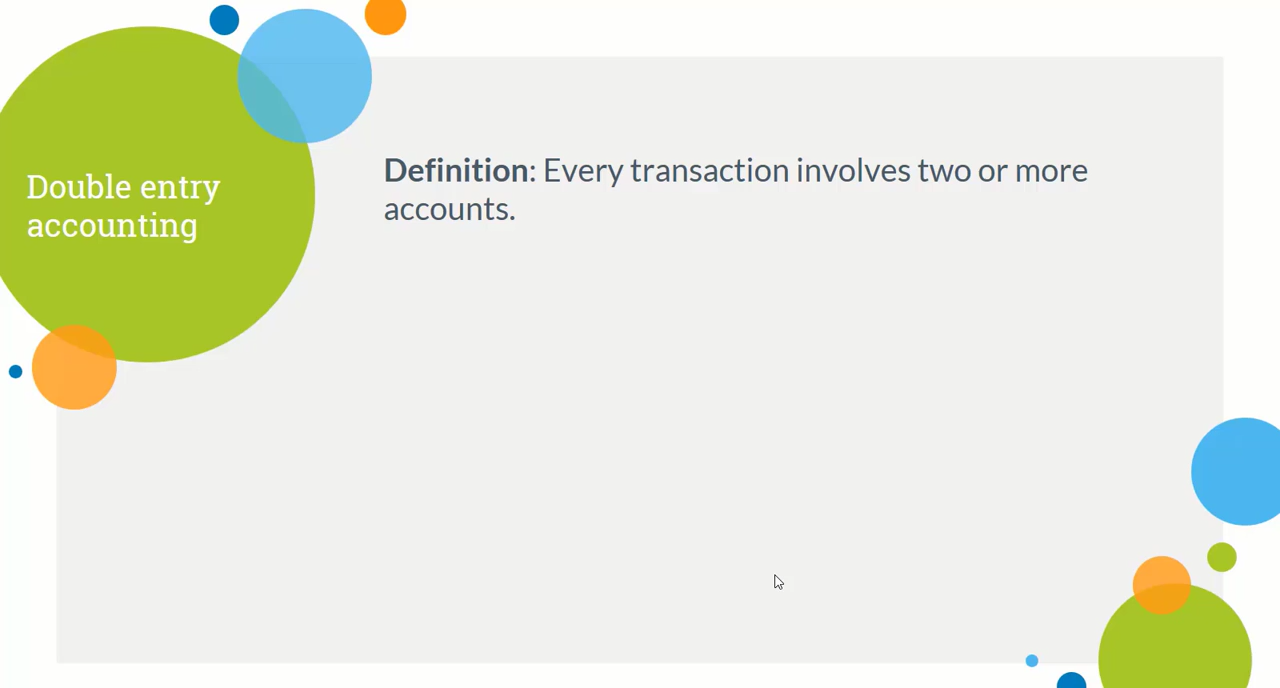 Double entry
accounting
Definition: Every transaction involves two or more
accounts.